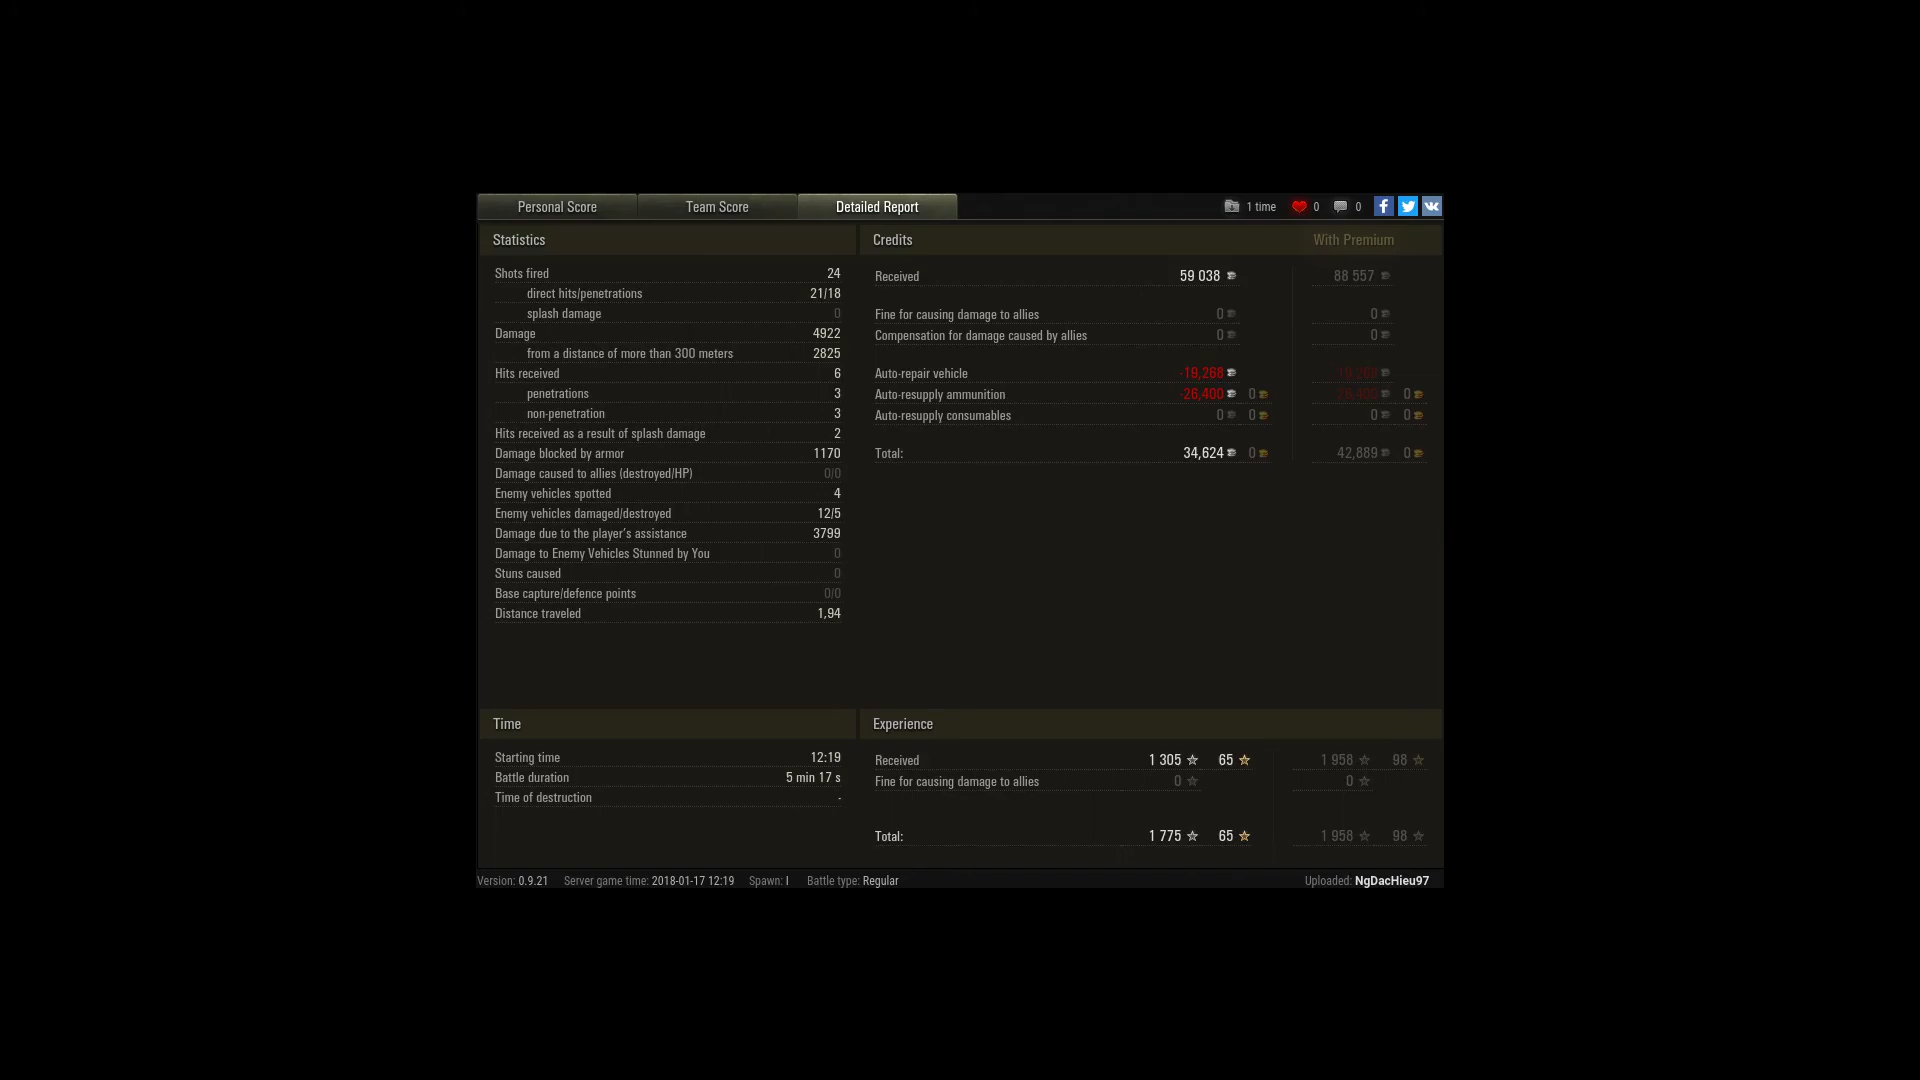 Personal Score Team Score Detailed Report 1 time 0 0
Statistics
Shots fired 24
direct hits/penetrations 21/18
splash damage 0
Damage 4922
from a distance of more than 300 meters 2825
Hits received 6
penetrations 3
non-penetration 3
Hits received as a result of splash damage 2
Damage blocked by armor 1170
Damage caused to allies (destroyed/HP) 0/0
Enemy vehicles spotted 4
Enemy vehicles damaged/destroyed 12/5
Damage due to the player's assistance 3799
Damage to Enemy Vehicles Stunned by You 0
Stuns caused 0
Base capture/defence points 0/0
Distance traveled 1,94
Credits With Premium
Received 59 038 88 557
Fine for causing damage to allies 0 0
Compensation for damage caused by allies 0 0
Auto-repair vehicle -19,268 -19,268
Auto-resupply ammunition -26,400 0 -26,400 0
Auto-resupply consumables 0 0 0 0
Total: 34,624 0 42,889 0
Time
Starting time 12:19
Battle duration 5 min 17 s
Time of destruction -
Experience
Received 1 305 65 1 958 98
Fine for causing damage to allies 0 0
Total: 1 775 65 1 958 98
Version: 0.9.21 Server game time: 2018-01-17 12:19 Spawn: I Battle type: Regular Uploaded: NgDacHieu97